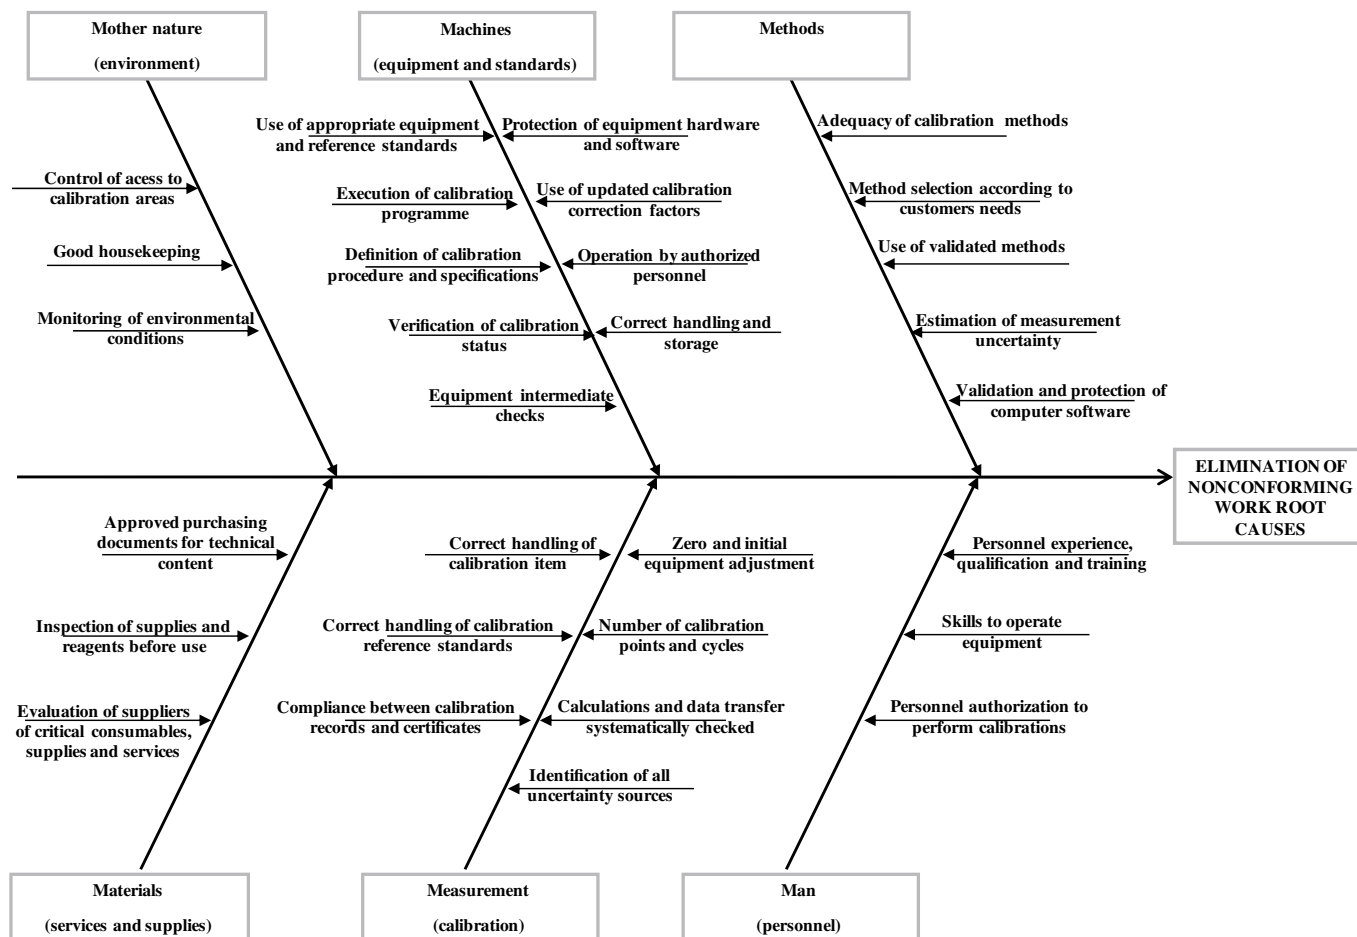 Mother nature
(environment)
Machines
(equipment and standards)
Methods
Control of acess to
calibration areas
Good housekeeping
Monitoring of environmental
conditions
Use of appropriate equipment
and reference standards
Execution of calibration
programme
Definition of calibration
procedure and specifications
Verification of calibration
status
Equipment intermediate
checks
Protection of equipment hardware
and software
Use of updated calibration
correction factors
Operation by authorized
personnel
Correct handling and
storage
Adequacy of calibration methods
Method selection according to
customers needs
Use of validated methods
Estimation of measurement
uncertainty
Validation and protection of
computer software
ELIMINATION OF
NONCONFORMING
WORK ROOT
CAUSES
Approved purchasing
documents for technical
content
Inspection of supplies and
reagents before use
Evaluation of suppliers
of critical consumables,
supplies and services
Correct handling of
calibration item
Correct handling of calibration
reference standards
Compliance between calibration
records and certificates
Zero and initial
equipment adjustment
Number of calibration
points and cycles
Calculations and data transfer
systematically checked
Identification of all
uncertainty sources
Personnel experience,
qualification and training
Skills to operate
equipment
Personnel authorization to
perform calibrations
Materials
(services and supplies)
Measurement
(calibration)
Man
(personnel)